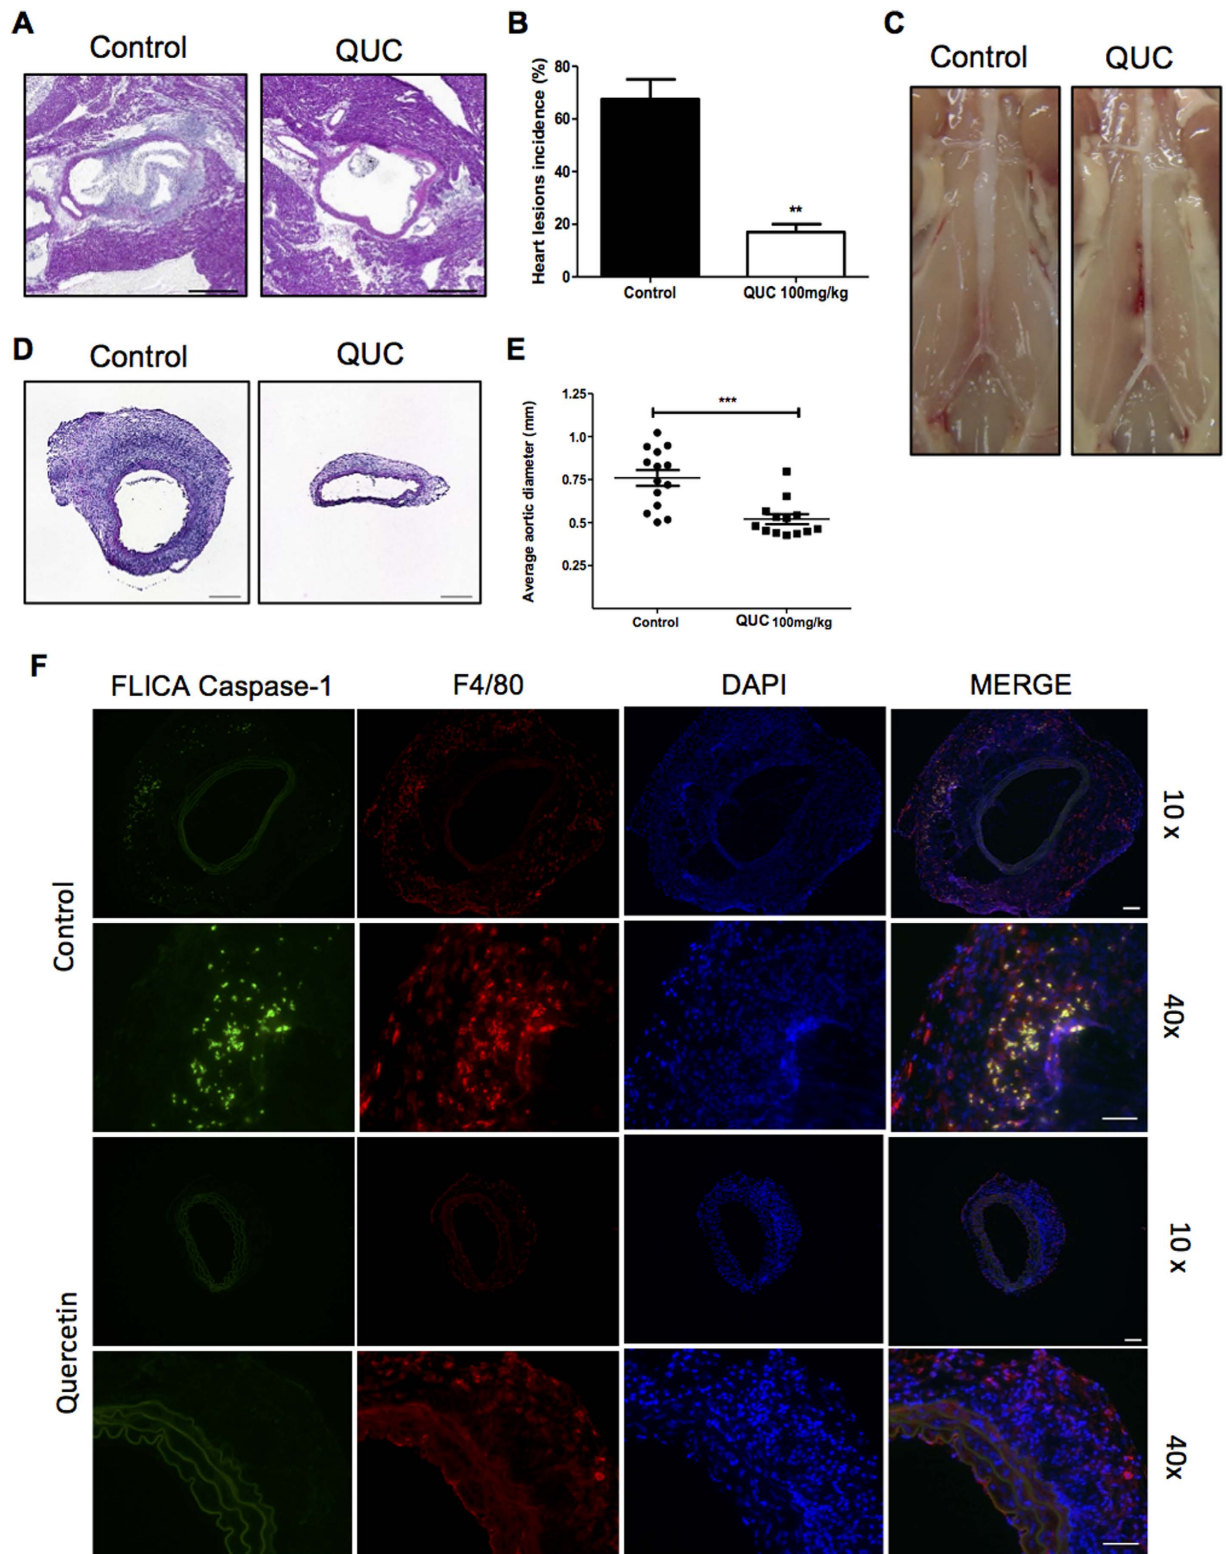 A
Control
QUC
B
Heart lesions incidence (%)
80
60
40
20
0
**
Control
QUC 100mg/kg
C
Control
QUC
D
Control
QUC
E
Average aortic diameter (mm)
1.25
1.0
0.75
0.5
0.25
***
Control
QUC 100mg/kg
F
FLICA Caspase-1
F4/80
DAPI
MERGE
Control
10 x
40x
Quercetin
10 x
40x